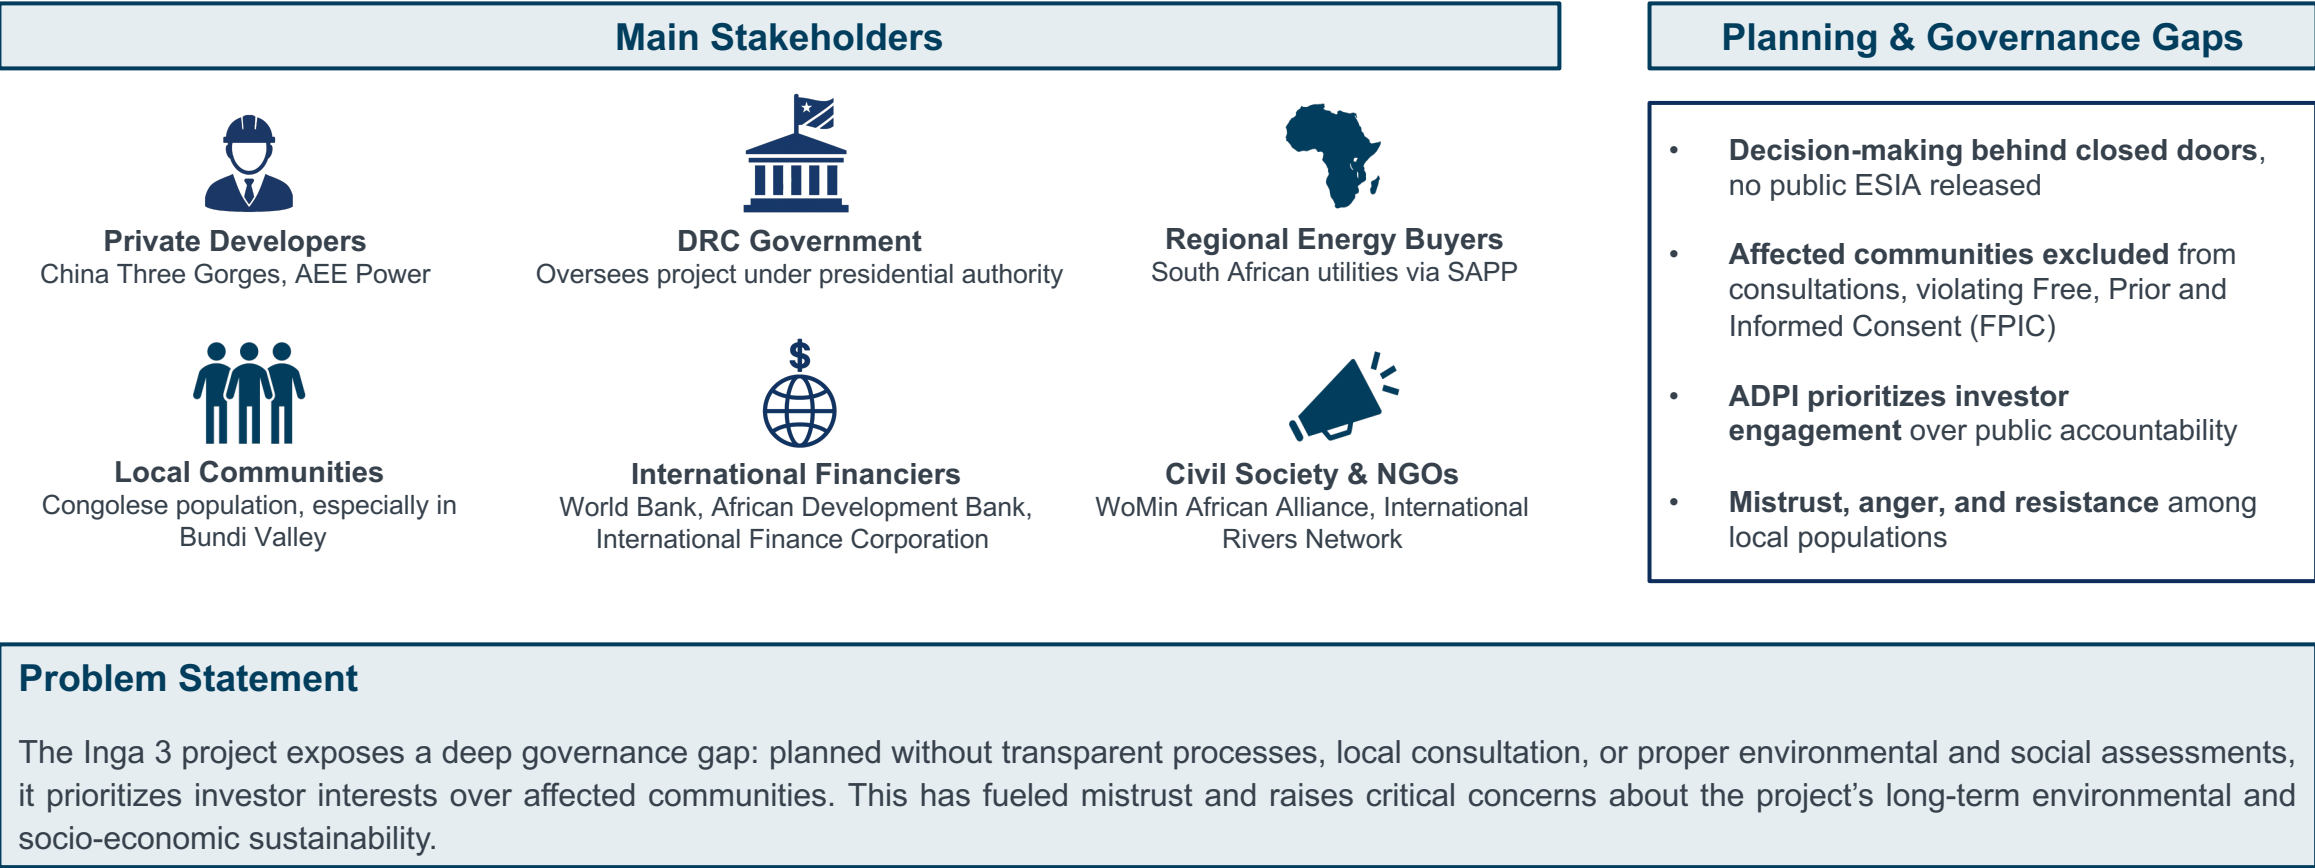 Main Stakeholders
Private Developers
China Three Gorges, AEE Power
DRC Government
Oversees project under presidential authority
Regional Energy Buyers
South African utilities via SAPP
Local Communities
Congolese population, especially in
Bundi Valley
$
International Financiers
World Bank, African Development Bank,
International Finance Corporation
Civil Society & NGOs
WoMin African Alliance, International
Rivers Network
Planning & Governance Gaps
• Decision-making behind closed doors,
no public ESIA released
• Affected communities excluded from
consultations, violating Free, Prior and
Informed Consent (FPIC)
• ADPI prioritizes investor
engagement over public accountability
• Mistrust, anger, and resistance among
local populations
Problem Statement
The Inga 3 project exposes a deep governance gap: planned without transparent processes, local consultation, or proper environmental and social assessments,
it prioritizes investor interests over affected communities. This has fueled mistrust and raises critical concerns about the project’s long-term environmental and
socio-economic sustainability.